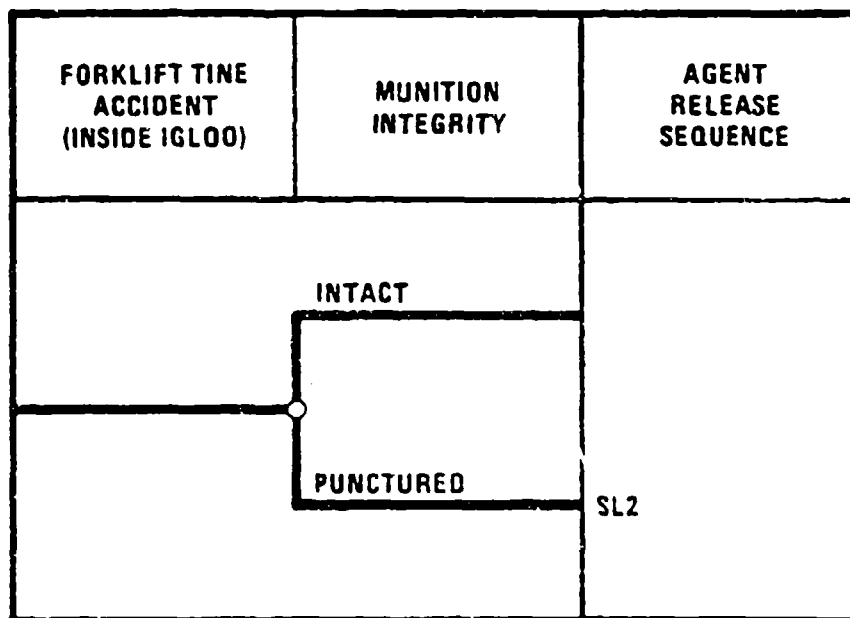 FORKLIFT TINE
ACCIDENT
(INSIDE IGLOO)
MUNITION
INTEGRITY
AGENT
RELEASE
SEQUENCE
INTACT
PUNCTURED
SL2